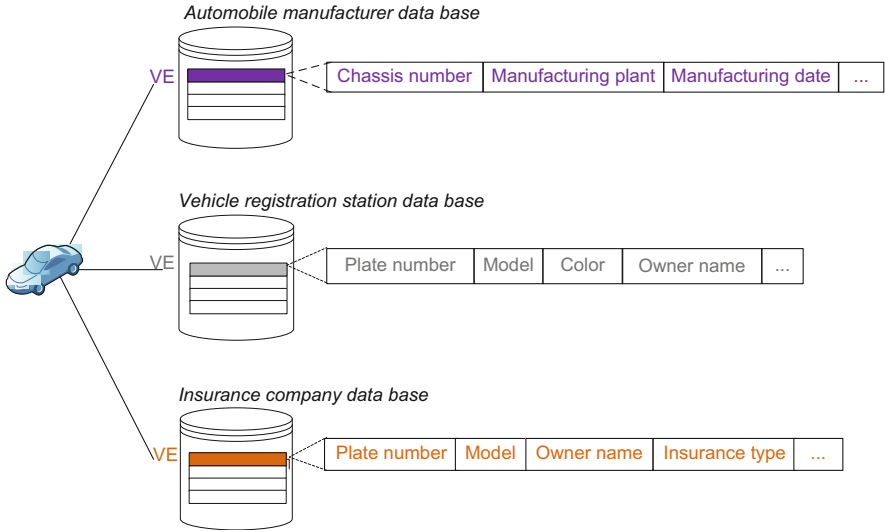 Automobile manufacturer data base
VE
Chassis number Manufacturing plant Manufacturing date ...
Vehicle registration station data base
VE
Plate number Model Color Owner name ...
Insurance company data base
VE
Plate number Model Owner name Insurance type ...